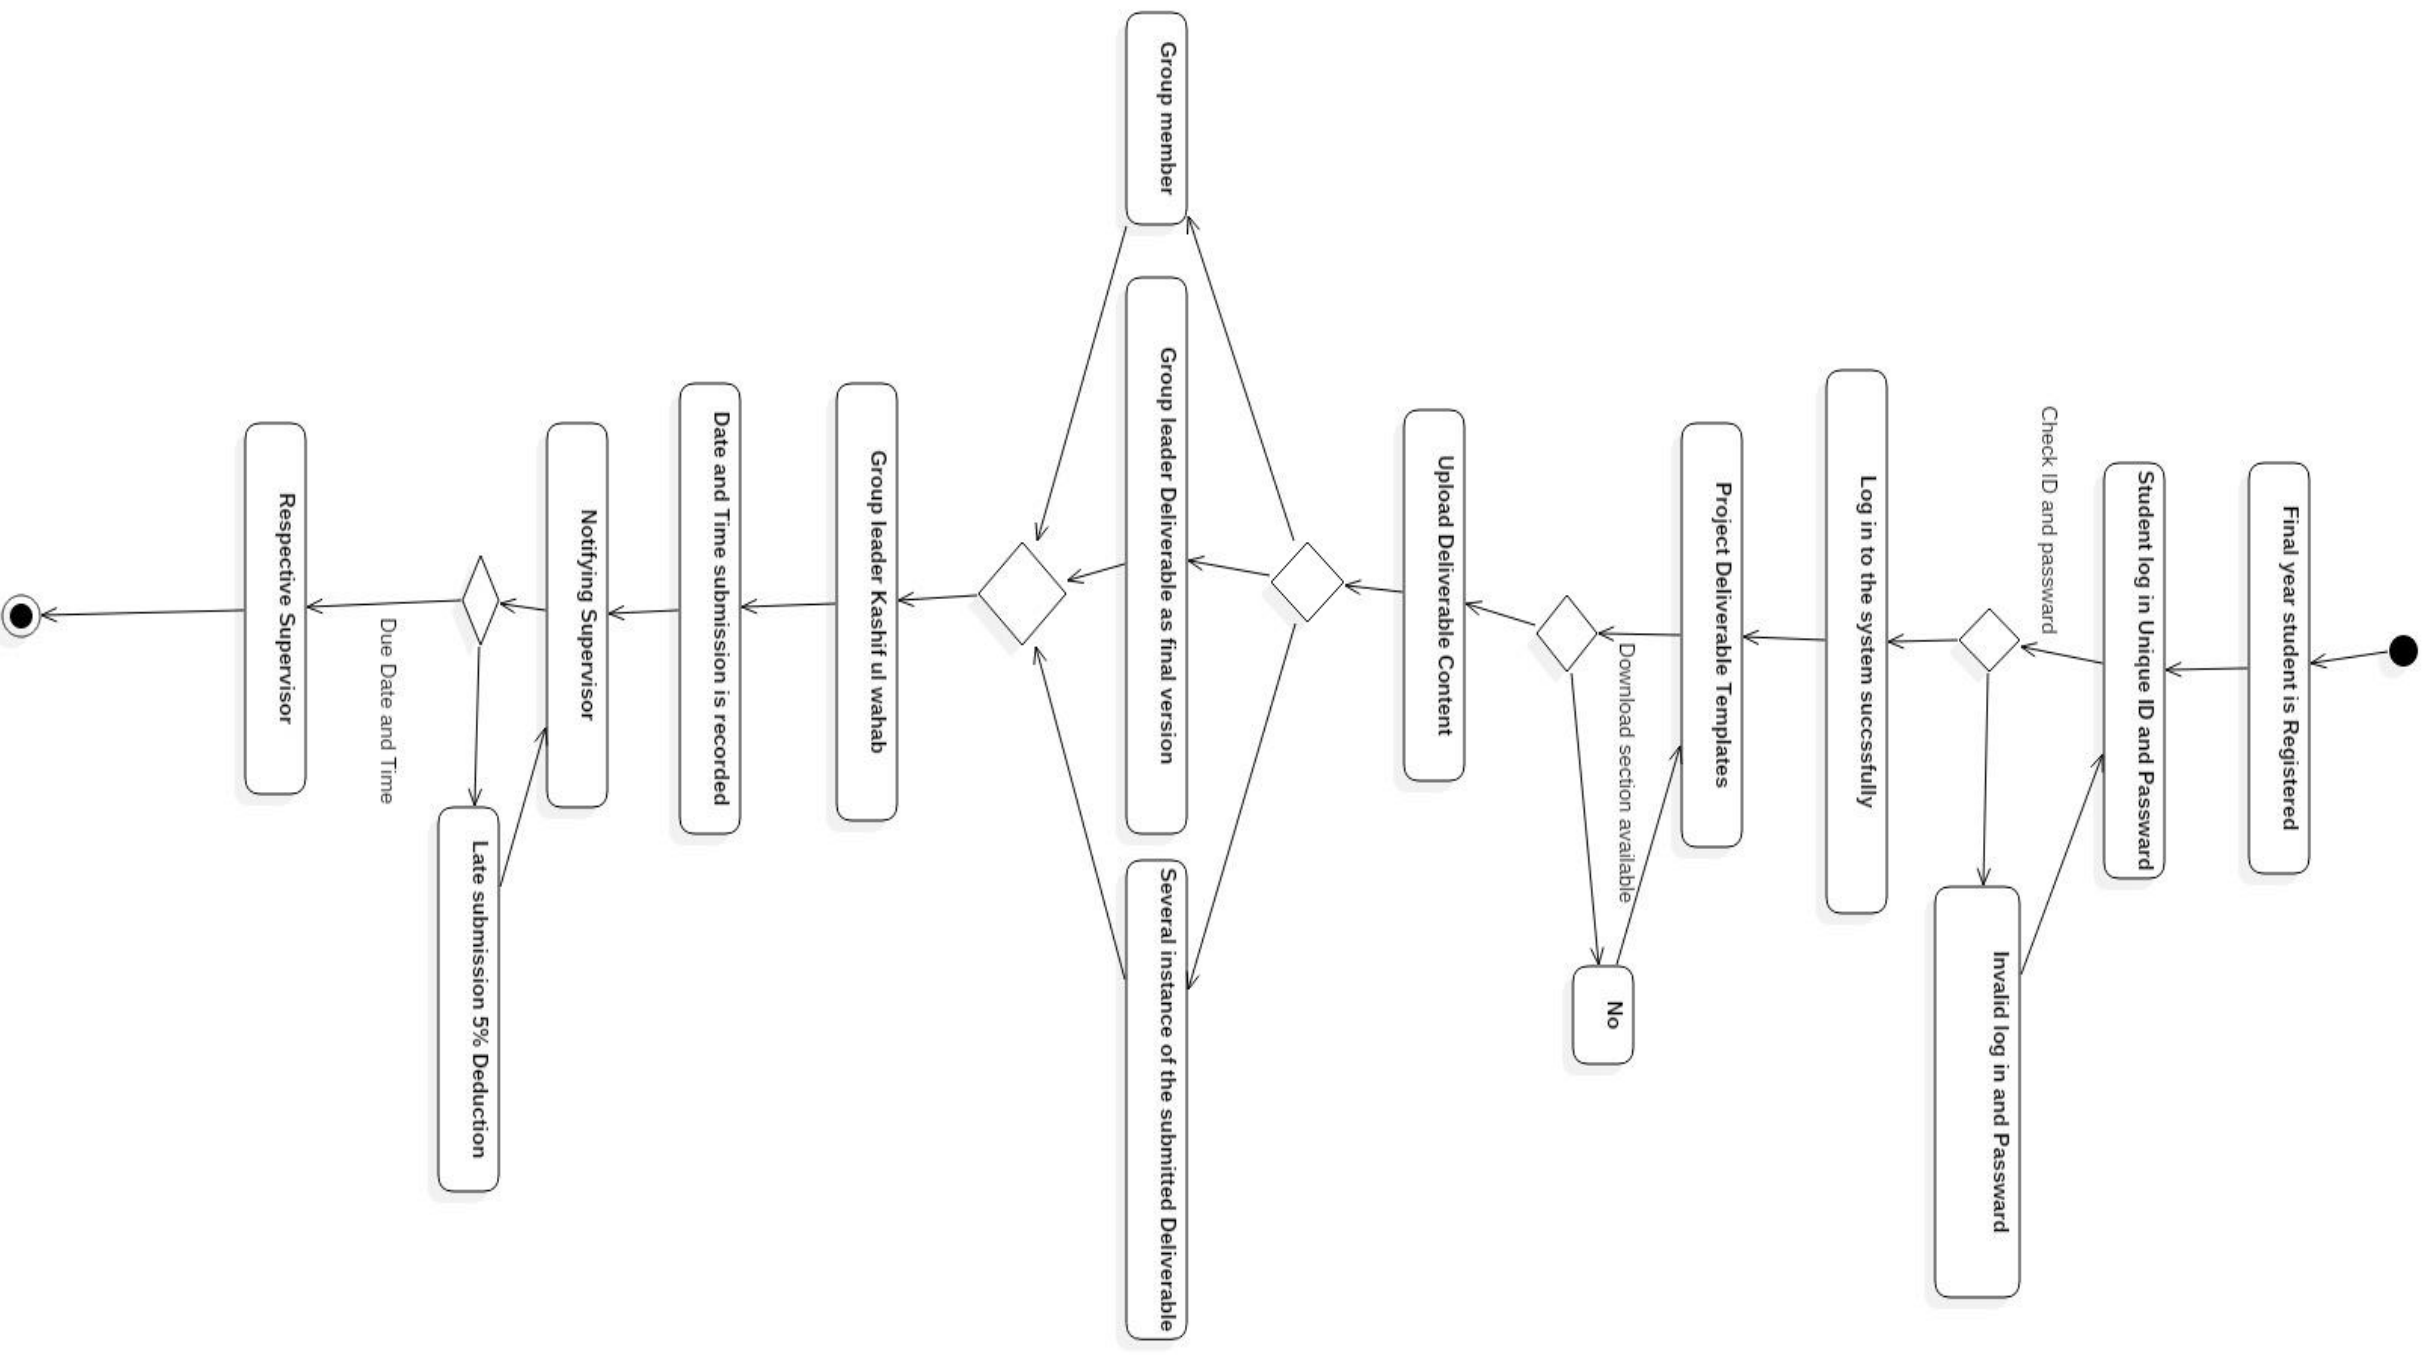 Final year student is Registered
Student log in Unique ID and Passward
Check ID and passward
Invalid log in and Passward
Log in to the system succssfully
Project Deliverable Templates
Download section available
No
Upload Deliverable Content
Group member
Group leader Deliverable as final version
Several instance of the submitted Deliverable
Group leader Kashif ul wahab
Date and Time submission is recorded
Notifying Supervisor
Late submission 5% Deduction
Due Date and Time
Respective Supervisor